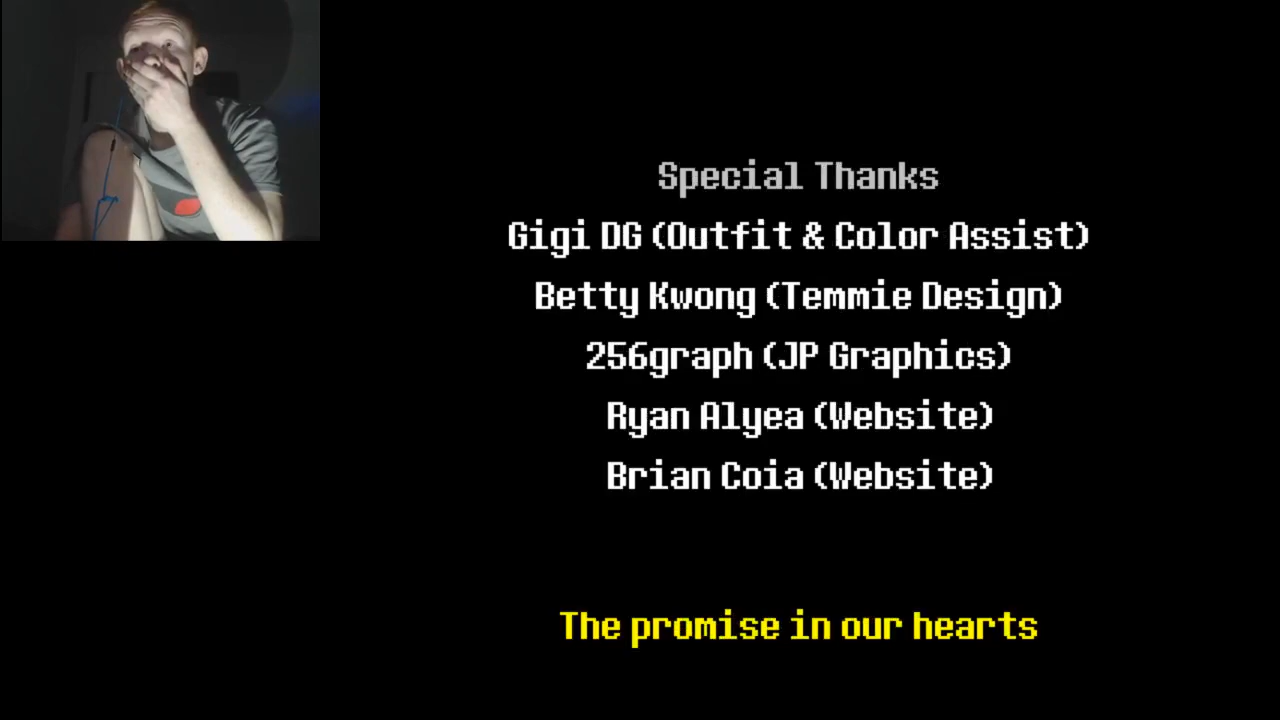 Special Thanks
Gigi DG (Outfit & Color Assist)
Betty Kwong (Temmie Design)
256graph (JP Graphics)
Ryan Alyea (Website)
Brian Coia (Website)
The promise in our hearts